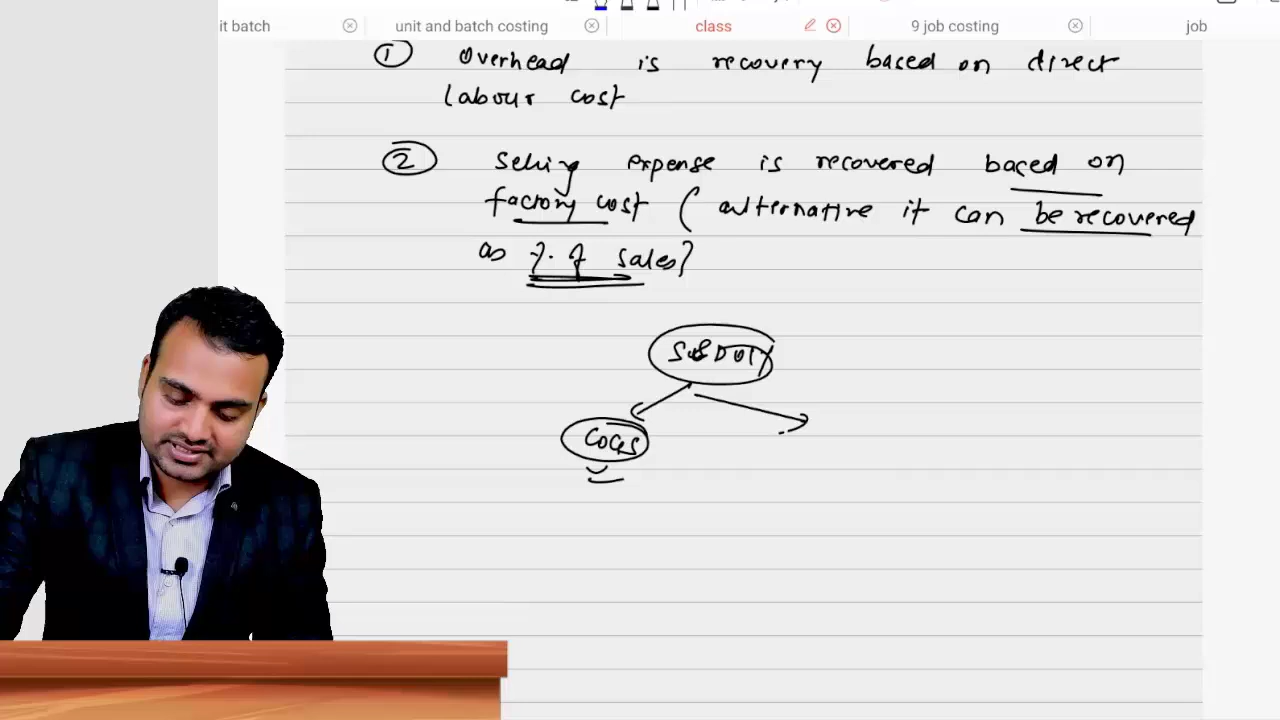 it batch
unit and batch costing
class
9 job costing
job
① Overhead is recovery based on direct
labour cost
② Selling expense is recovered based on
factory cost ( alternative it can be recovered
as %. of sales)
S&DOH
COGS